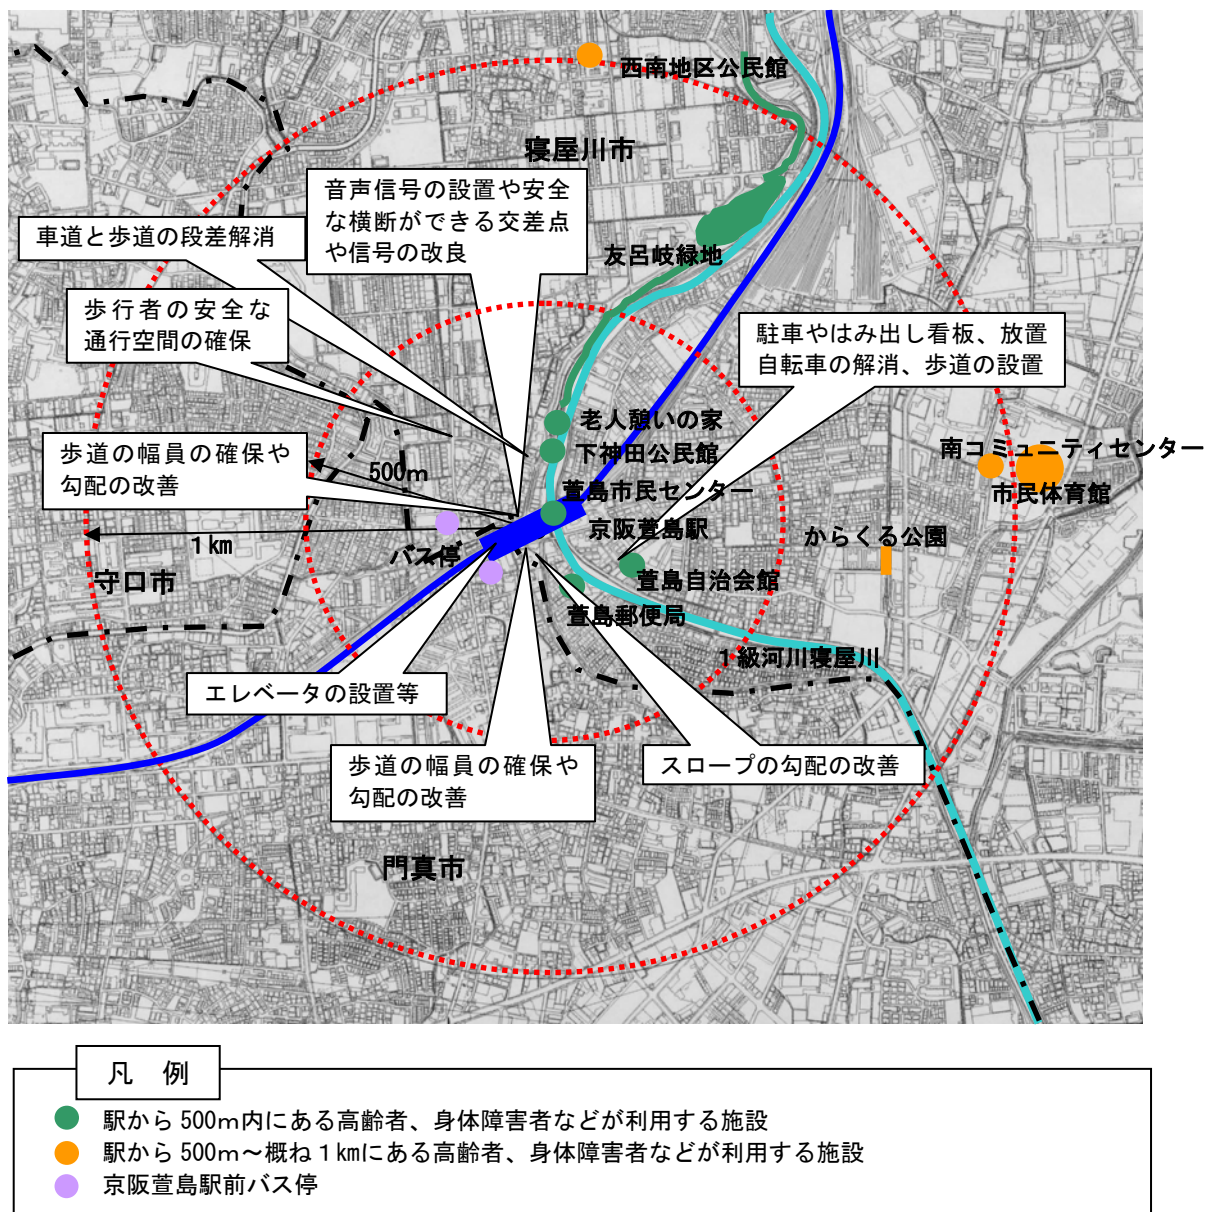 西南地区公民館
寝屋川市
音声信号の設置や安全
な横断ができる交差点
や信号の改良
車道と歩道の段差解消
友呂岐緑地
歩行者の安全な
通行空間の確保
駐車やはみ出し看板、放置
自転車の解消、歩道の設置
老人憩いの家
下神田公民館
歩道の幅員の確保や
勾配の改善
500m
南コミュニティセンター
市民体育館
萱島市民センター
京阪萱島駅
1km
からくる公園
バス停
守口市
萱島自治会館
萱島郵便局
1級河川寝屋川
エレベータの設置等
歩道の幅員の確保や
勾配の改善
スロープの勾配の改善
門真市
凡 例
駅から500m内にある高齢者、身体障害者などが利用する施設
駅から500m～概ね1kmにある高齢者、身体障害者などが利用する施設
京阪萱島駅前バス停